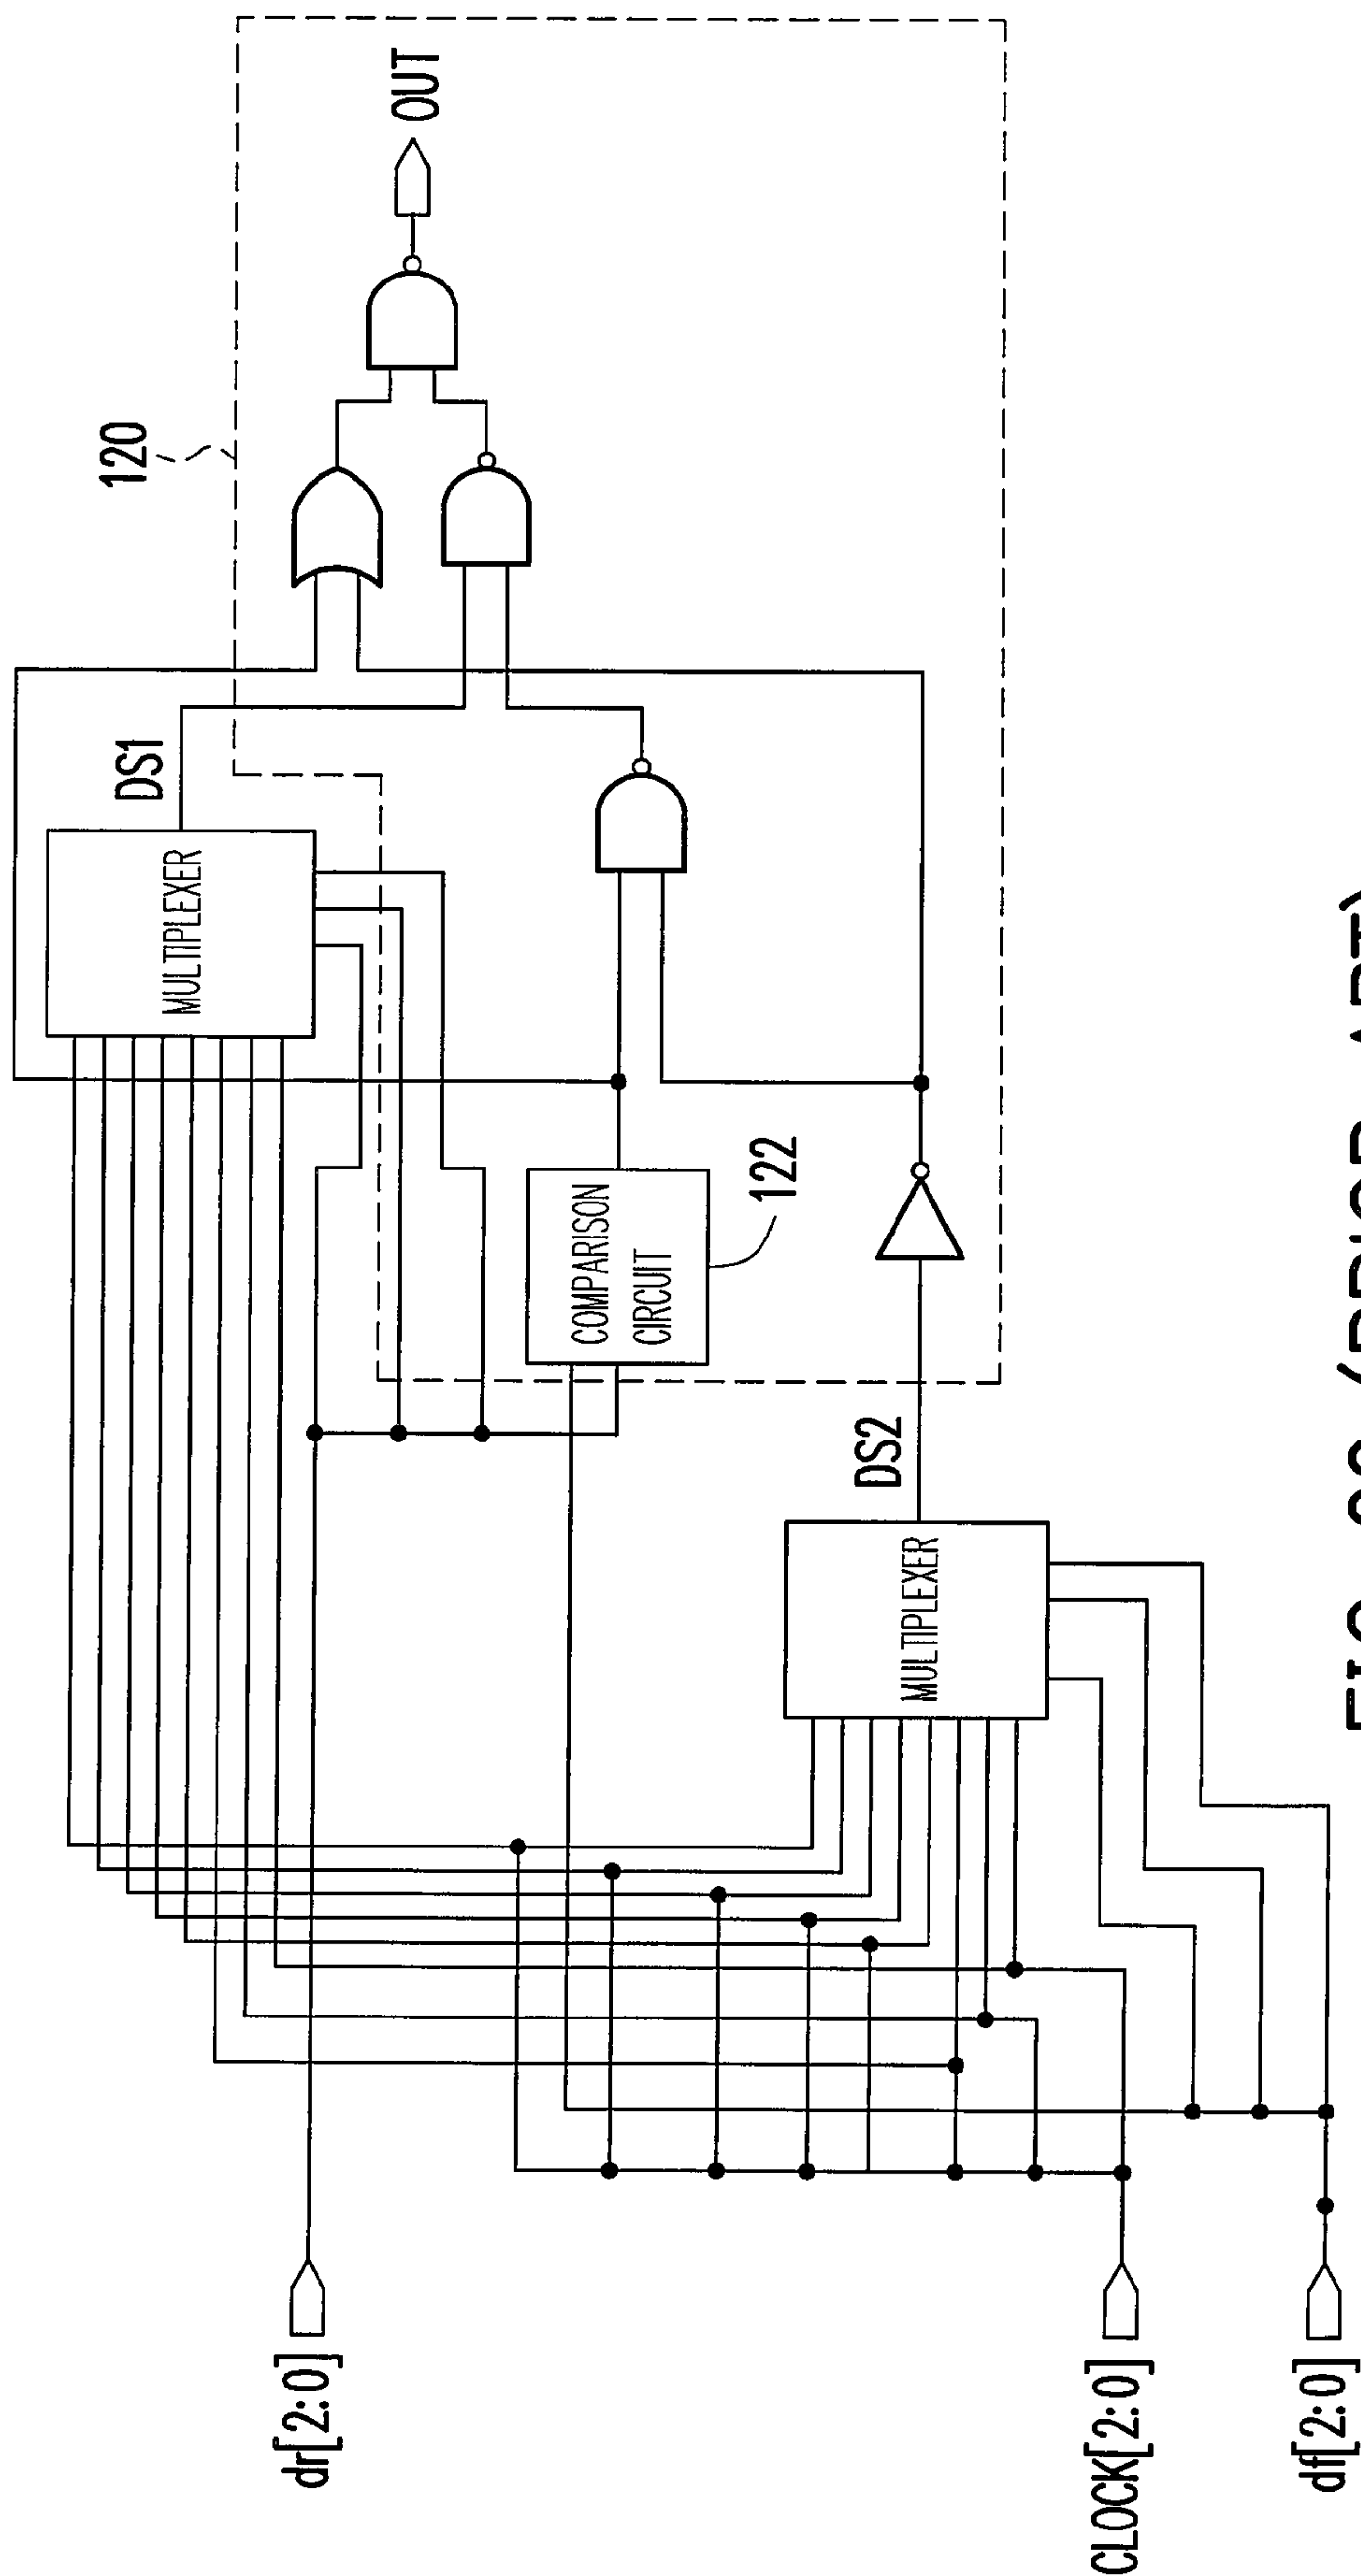 120
OUT
DS1
MULTIPLEXER
COMPARISON
CIRCUIT
122
DS2
MULTIPLEXER
dr[2:0]
CLOCK[2:0]
df[2:0]